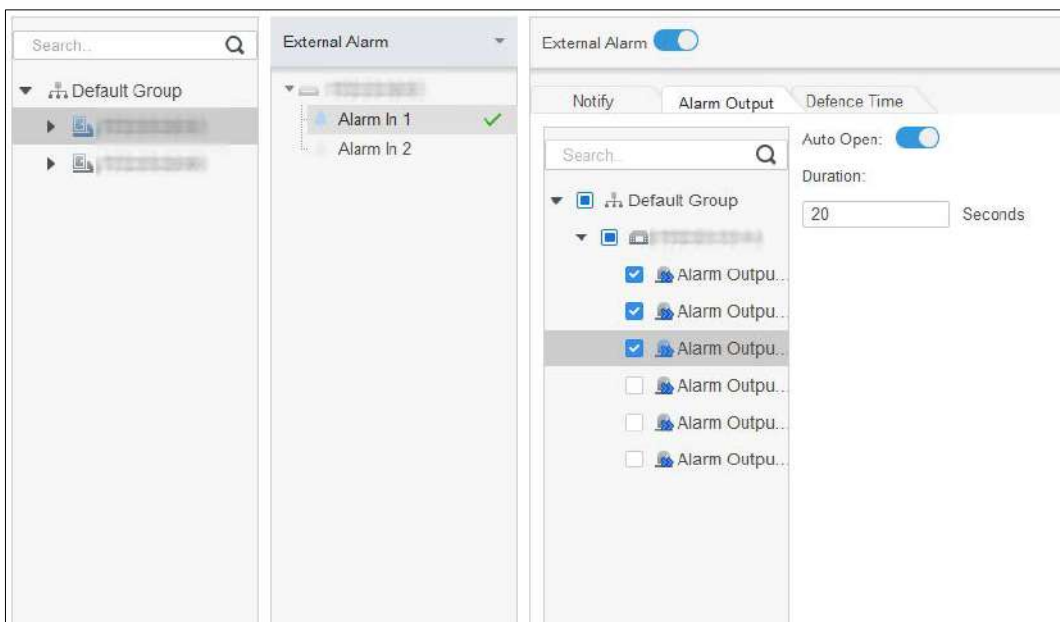 Search..
Default Group
External Alarm
Alarm In 1
Alarm In 2
External Alarm
Notify
Alarm Output
Defence Time
Search..
Default Group
Alarm Outpu...
Alarm Outpu...
Alarm Outpu...
Alarm Outpu...
Alarm Outpu...
Alarm Outpu...
Auto Open:
Duration:
20 Seconds